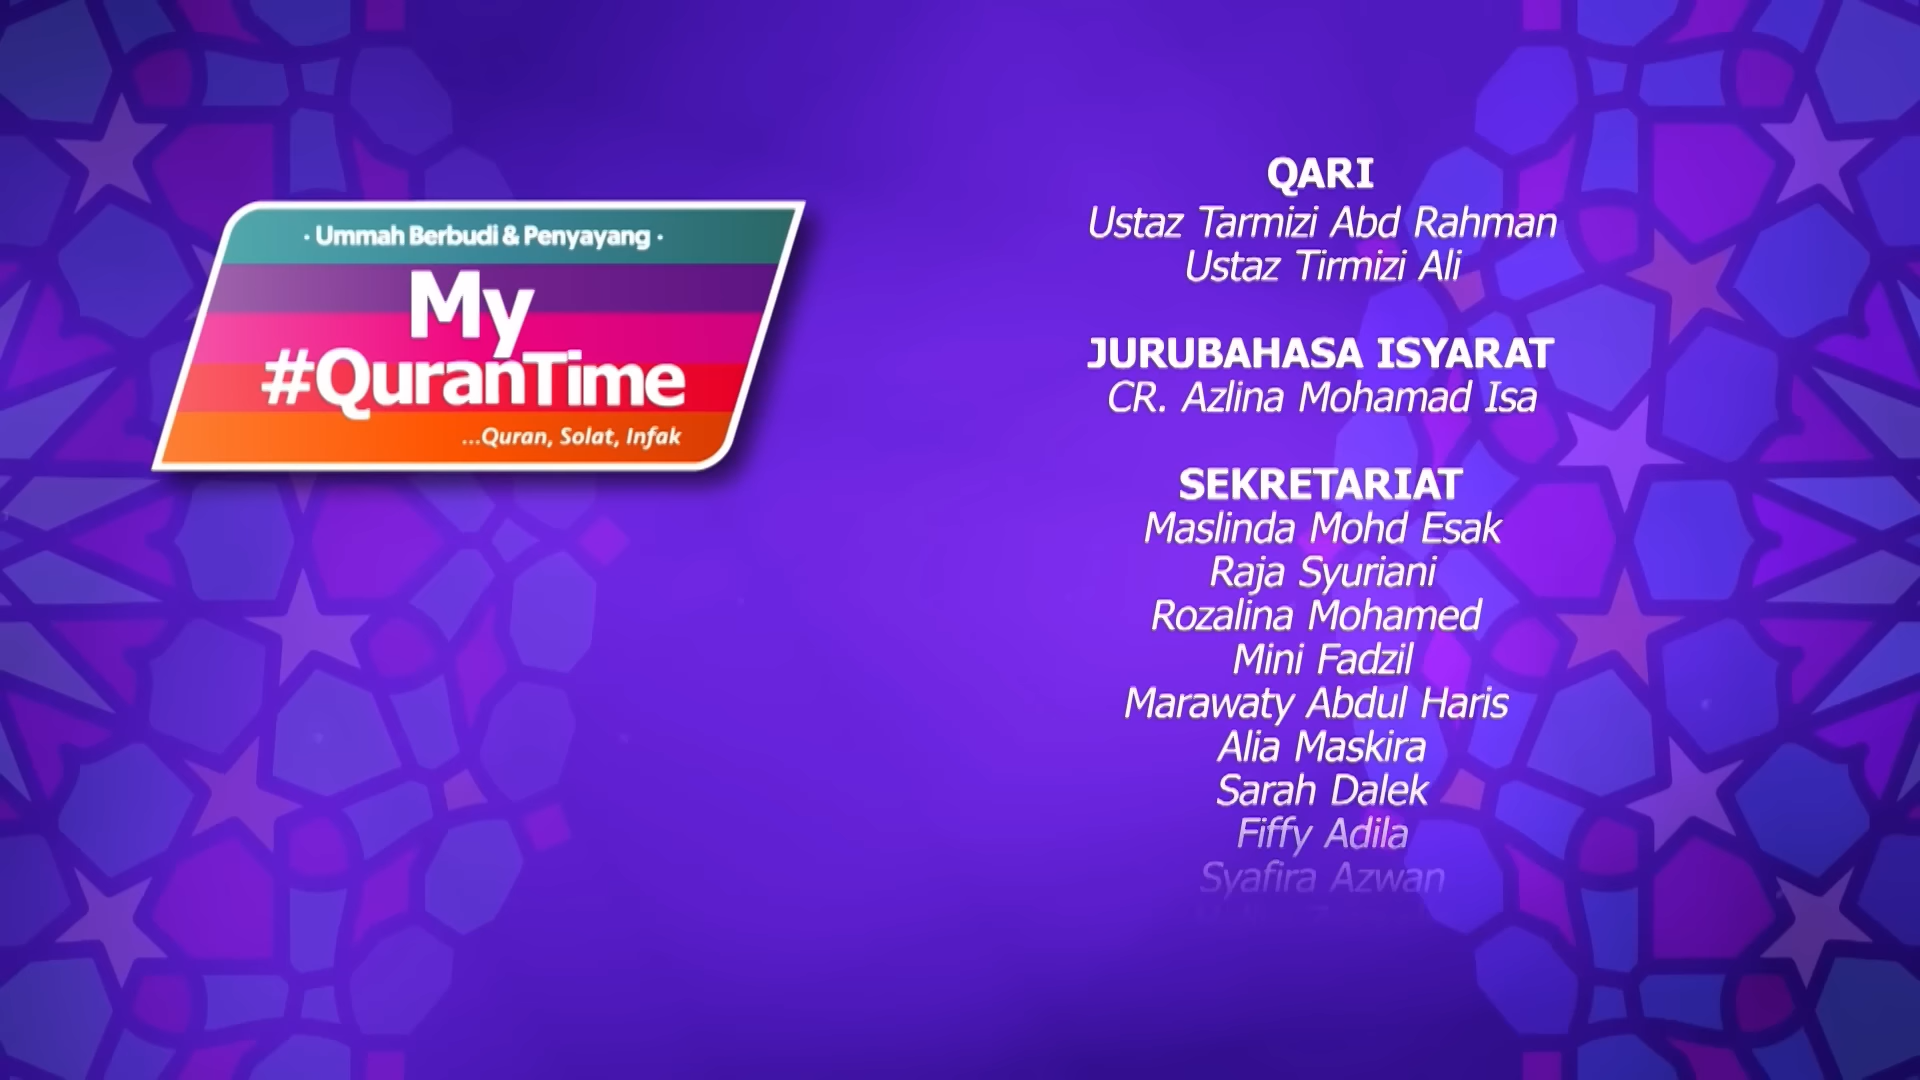 · Ummah Berbudi & Penyayang ·
My
#QuranTime
...Quran, Solat, Infak
QARI
Ustaz Tarmizi Abd Rahman
Ustaz Tirmizi Ali
JURUBAHASA ISYARAT
CR. Azlina Mohamad Isa
SEKRETARIAT
Maslinda Mohd Esak
Raja Syuriani
Rozalina Mohamed
Mini Fadzil
Marawaty Abdul Haris
Alia Maskira
Sarah Dalek
Fiffy Adila
Syafira Azwan